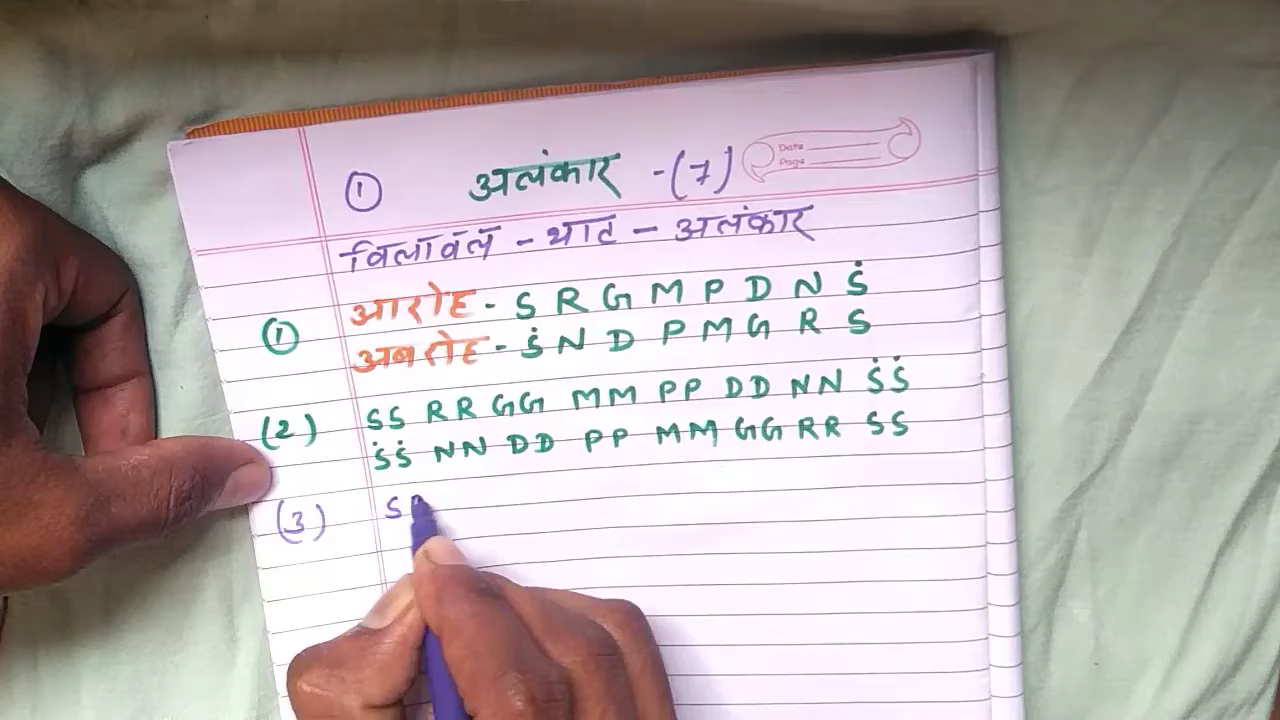 ① अलंकार -(7)
Date
Page
विलावल - थाट - अलंकार
① आरोह - S R G M P D N Ṡ
अबरोह - Ṡ N D P M G R S
(2) SS RR GG MM PP DD NN ṠṠ
ṠṠ NN DD PP MM GG RR SS
(3) S